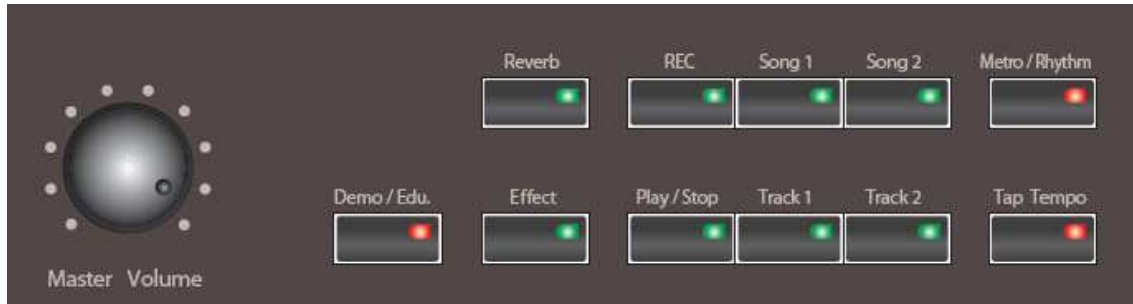 Reverb
REC
Song 1
Song 2
Metro / Rhythm
Demo / Edu.
Effect
Play / Stop
Track 1
Track 2
Tap Tempo
Master Volume